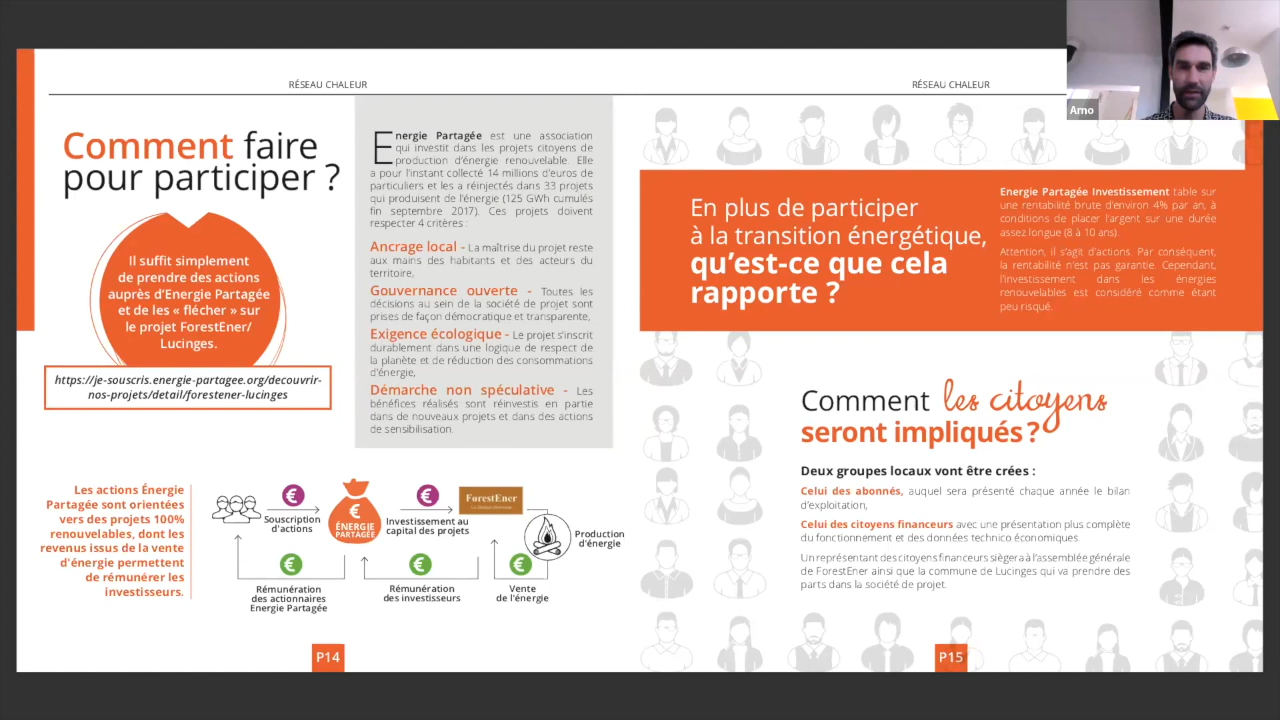 RÉSEAU CHALEUR
Comment faire
pour participer ?
Il suffit simplement
de prendre des actions
auprès d’Energie Partagée
et de les « flécher » sur
le projet ForestEner/
Lucinges.
https://je-souscris.energie-partagee.org/decouvrir-
nos-projets/detail/forestener-lucinges
Energie Partagée est une association
qui investit dans les projets citoyens de
production d’énergie renouvelable. Elle
a pour l’instant collecté 14 millions d’euros de
particuliers et les a réinjectés dans 33 projets
qui produisent de l’énergie (125 GWh cumulés
fin septembre 2017). Ces projets doivent
respecter 4 critères :
Ancrage local - La maîtrise du projet reste
aux mains des habitants et des acteurs du
territoire,
Gouvernance ouverte - Toutes les
décisions au sein de la société de projet sont
prises de façon démocratique et transparente,
Exigence écologique - Le projet s’inscrit
durablement dans une logique de respect de
la planète et de réduction des consommations
d’énergie,
Démarche non spéculative - Les
bénéfices réalisés sont réinvestis en partie
dans de nouveaux projets et dans des actions
de sensibilisation.
Les actions Énergie
Partagée sont orientées
vers des projets 100%
renouvelables, dont les
revenus issus de la vente
d'énergie permettent
de rémunérer les
investisseurs.
€
Souscription
d'actions
€
ÉNERGIE
PARTAGÉE
€
Investissement au
capital des projets
ForestEner
Production
d'énergie
€
Rémunération
des actionnaires
Energie Partagée
€
Rémunération
des investisseurs
€
Vente
de l'énergie
P14
RÉSEAU CHALEUR
Arno
En plus de participer
à la transition énergétique,
qu’est-ce que cela
rapporte ?
Energie Partagée Investissement table sur
une rentabilité brute d’environ 4% par an, à
conditions de placer l’argent sur une durée
assez longue (8 à 10 ans)
Attention, il s’agit d’actions. Par conséquent,
la rentabilité n’est pas garantie. Cependant,
l’investissement dans les énergies
renouvelables est considéré comme étant
peu risqué.
Comment les citoyens
seront impliqués ?
Deux groupes locaux vont être crées :
Celui des abonnés, auquel sera présenté chaque année le bilan
d’exploitation,
Celui des citoyens financeurs avec une présentation plus complète
du fonctionnement et des données technico économiques.
Un représentant des citoyens financeurs siègera à l’assemblée générale
de ForestEner ainsi que la commune de Lucinges qui va prendre des
parts dans la société de projet.
P15